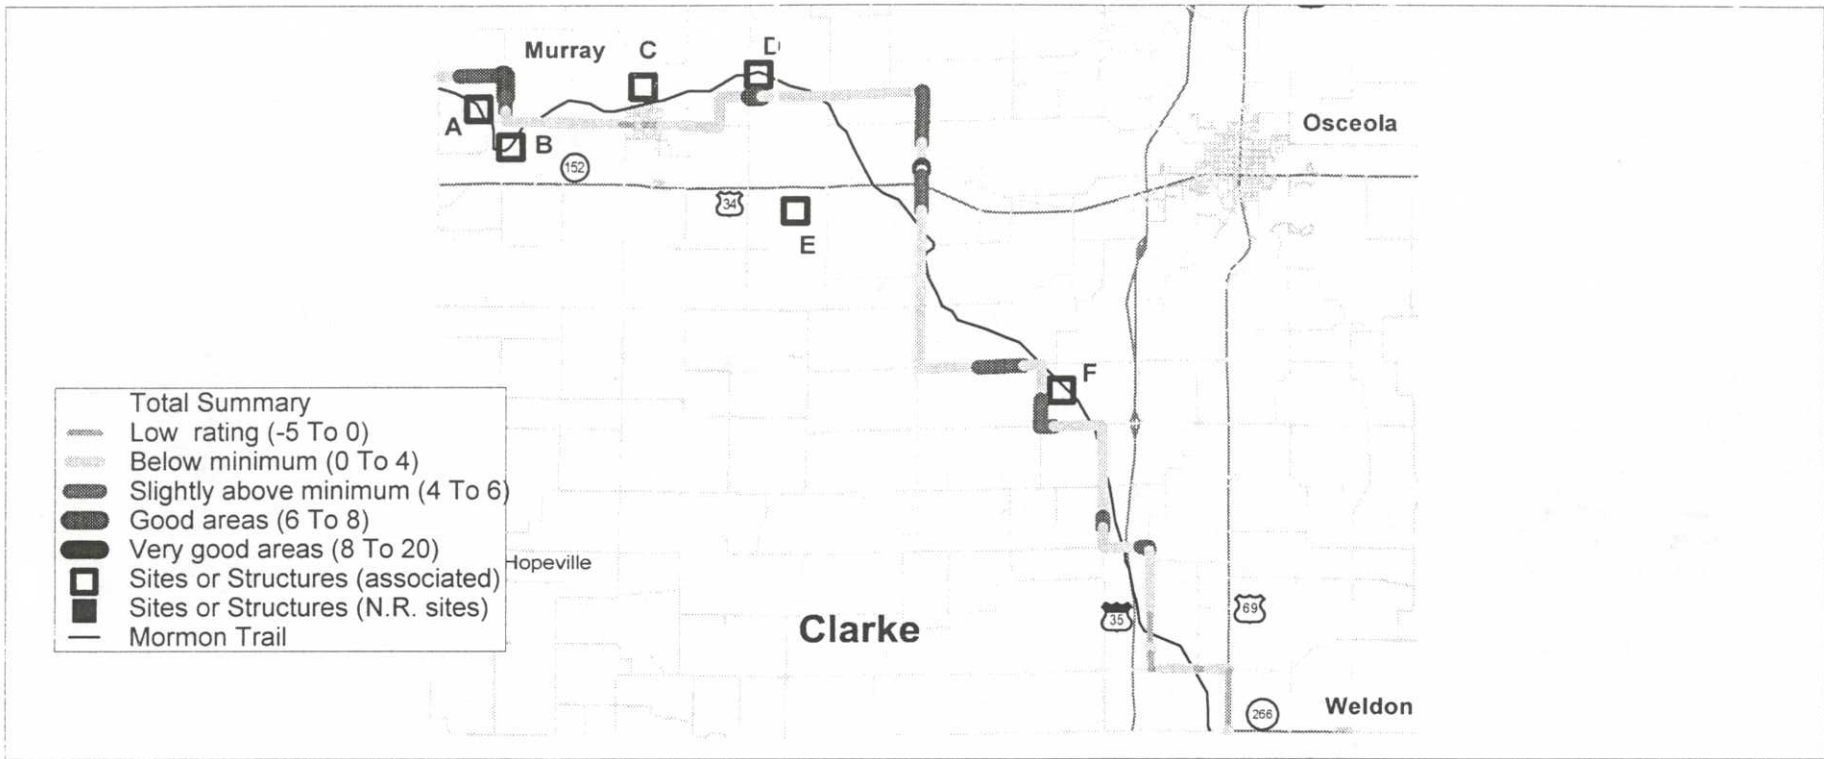 Murray
C
D
A
B
152
34
E
Osceola
F
Total Summary
Low rating (-5 To 0)
Below minimum (0 To 4)
Slightly above minimum (4 To 6)
Good areas (6 To 8)
Very good areas (8 To 20)
Sites or Structures (associated)
Sites or Structures (N.R. sites)
Mormon Trail
Hopeville
Clarke
35
69
266
Weldon